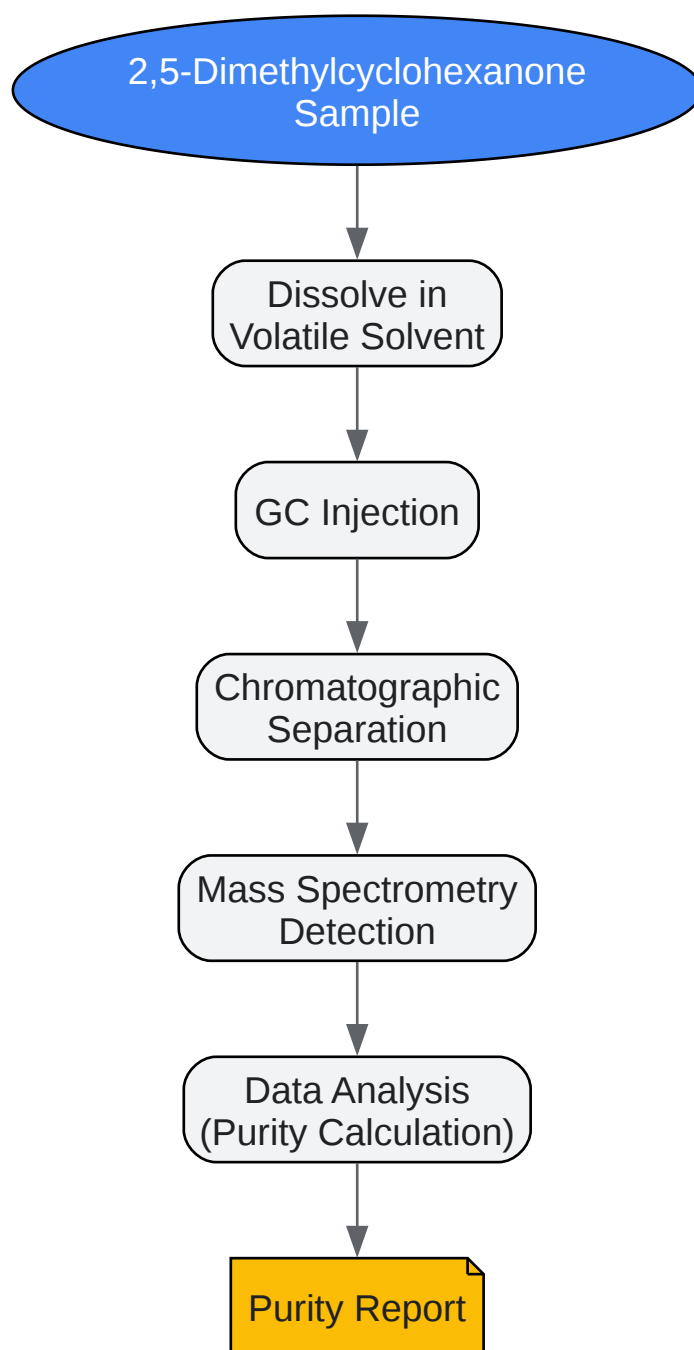 2,5-Dimethylcyclohexanone
Sample
Dissolve in
Volatile Solvent
GC Injection
Chromatographic
Separation
Mass Spectrometry
Detection
Data Analysis
(Purity Calculation)
Purity Report